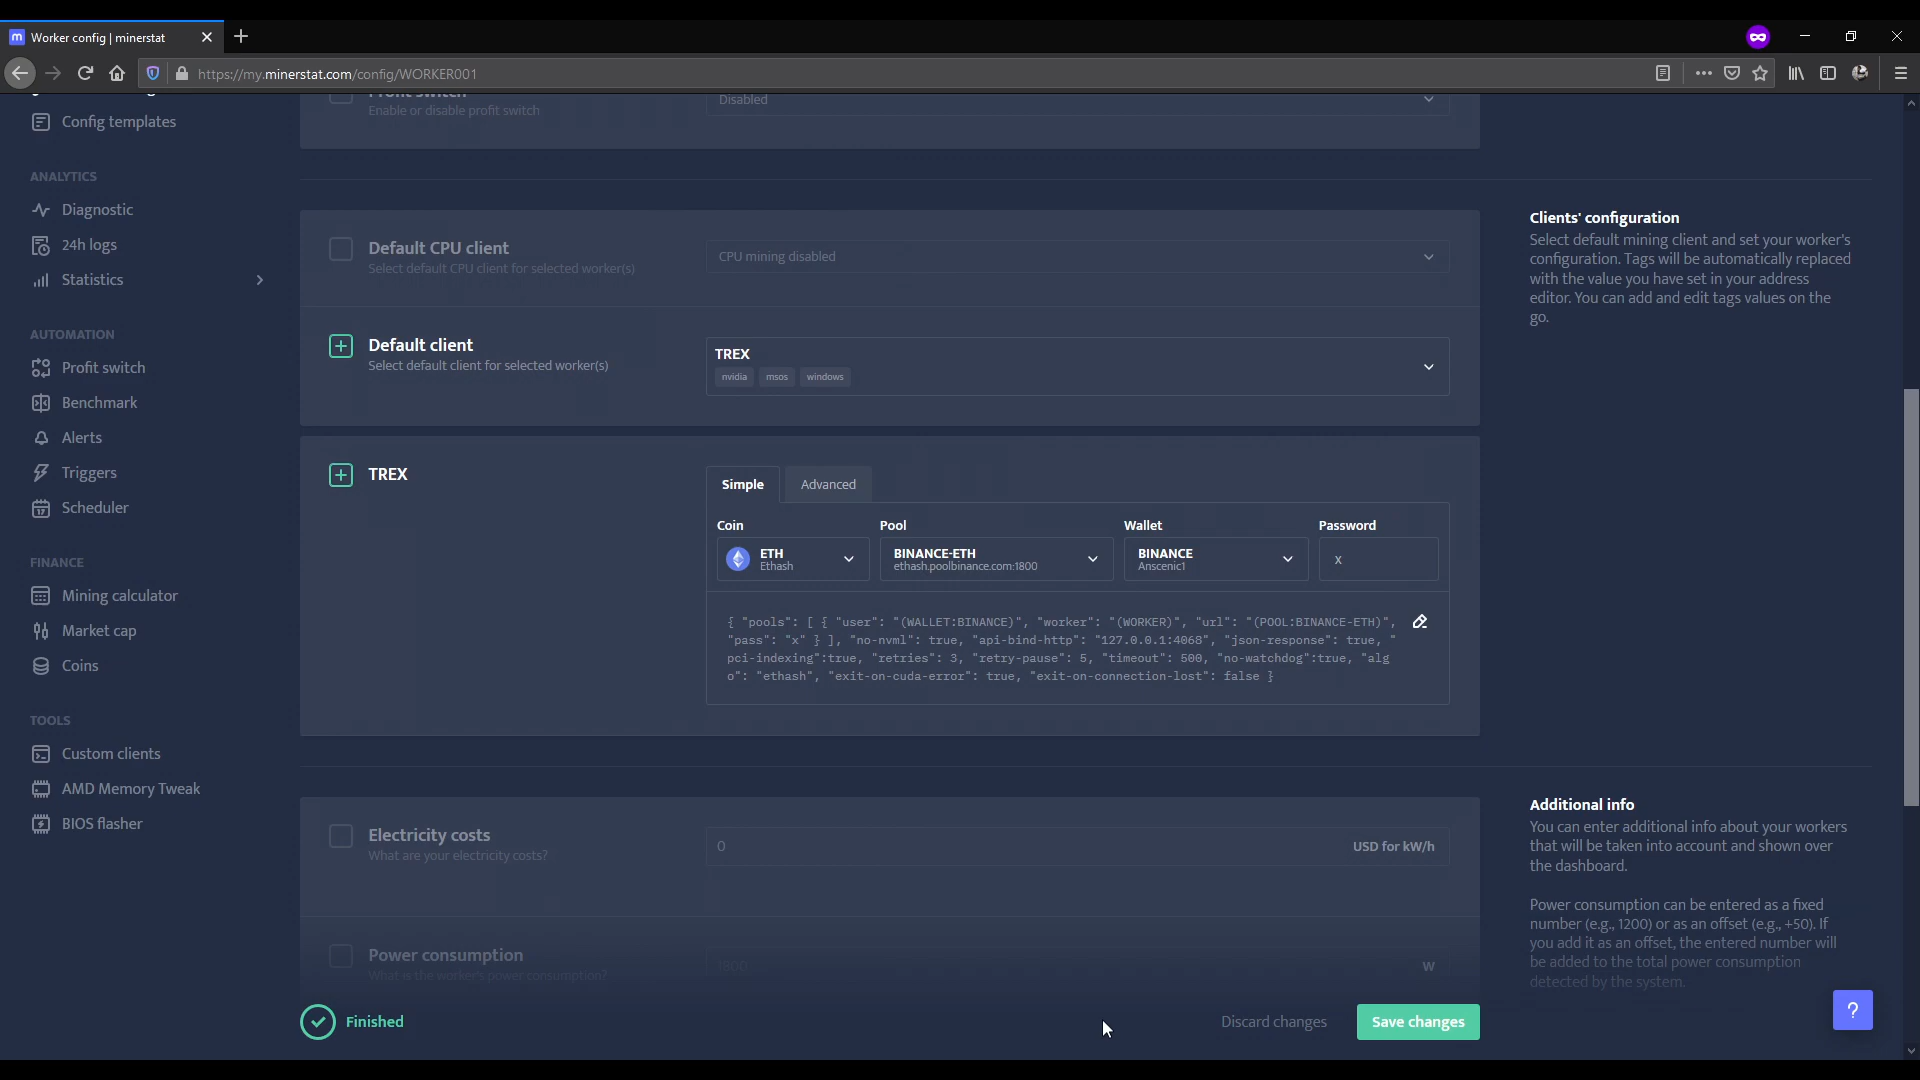 Worker config | minerstat
https://my.minerstat.com/config/WORKER001
Config templates
ANALYTICS
Diagnostic
24h logs
Statistics
AUTOMATION
Profit switch
Benchmark
Alerts
Triggers
Scheduler
FINANCE
Mining calculator
Market cap
Coins
TOOLS
Custom clients
AMD Memory Tweak
BIOS flasher
Profit switch
Enable or disable profit switch
Disabled
Default CPU client
Select default CPU client for selected worker(s)
CPU mining disabled
Default client
Select default client for selected worker(s)
TREX
nvidia msos windows
TREX
Simple Advanced
Coin Pool Wallet Password
ETH
Ethash
BINANCE-ETH
ethash.poolbinance.com:1800
BINANCE
Anscenic1
x
{ "pools": [ { "user": "(WALLET:BINANCE)", "worker": "(WORKER)", "url": "(POOL:BINANCE-ETH)",
"pass": "x" } ], "no-nvml": true, "api-bind-http": "127.0.0.1:4068", "json-response": true, "
pci-indexing":true, "retries": 3, "retry-pause": 5, "timeout": 500, "no-watchdog":true, "alg
o": "ethash", "exit-on-cuda-error": true, "exit-on-connection-lost": false }
Electricity costs
What are your electricity costs?
0
USD for kW/h
Power consumption
What is the worker's power consumption?
1800
W
Finished
Discard changes
Save changes
Clients' configuration
Select default mining client and set your worker's
configuration. Tags will be automatically replaced
with the value you have set in your address
editor. You can add and edit tags values on the
go.
Additional info
You can enter additional info about your workers
that will be taken into account and shown over
the dashboard.
Power consumption can be entered as a fixed
number (e.g., 1200) or as an offset (e.g., +50). If
you add it as an offset, the entered number will
be added to the total power consumption
detected by the system.
?